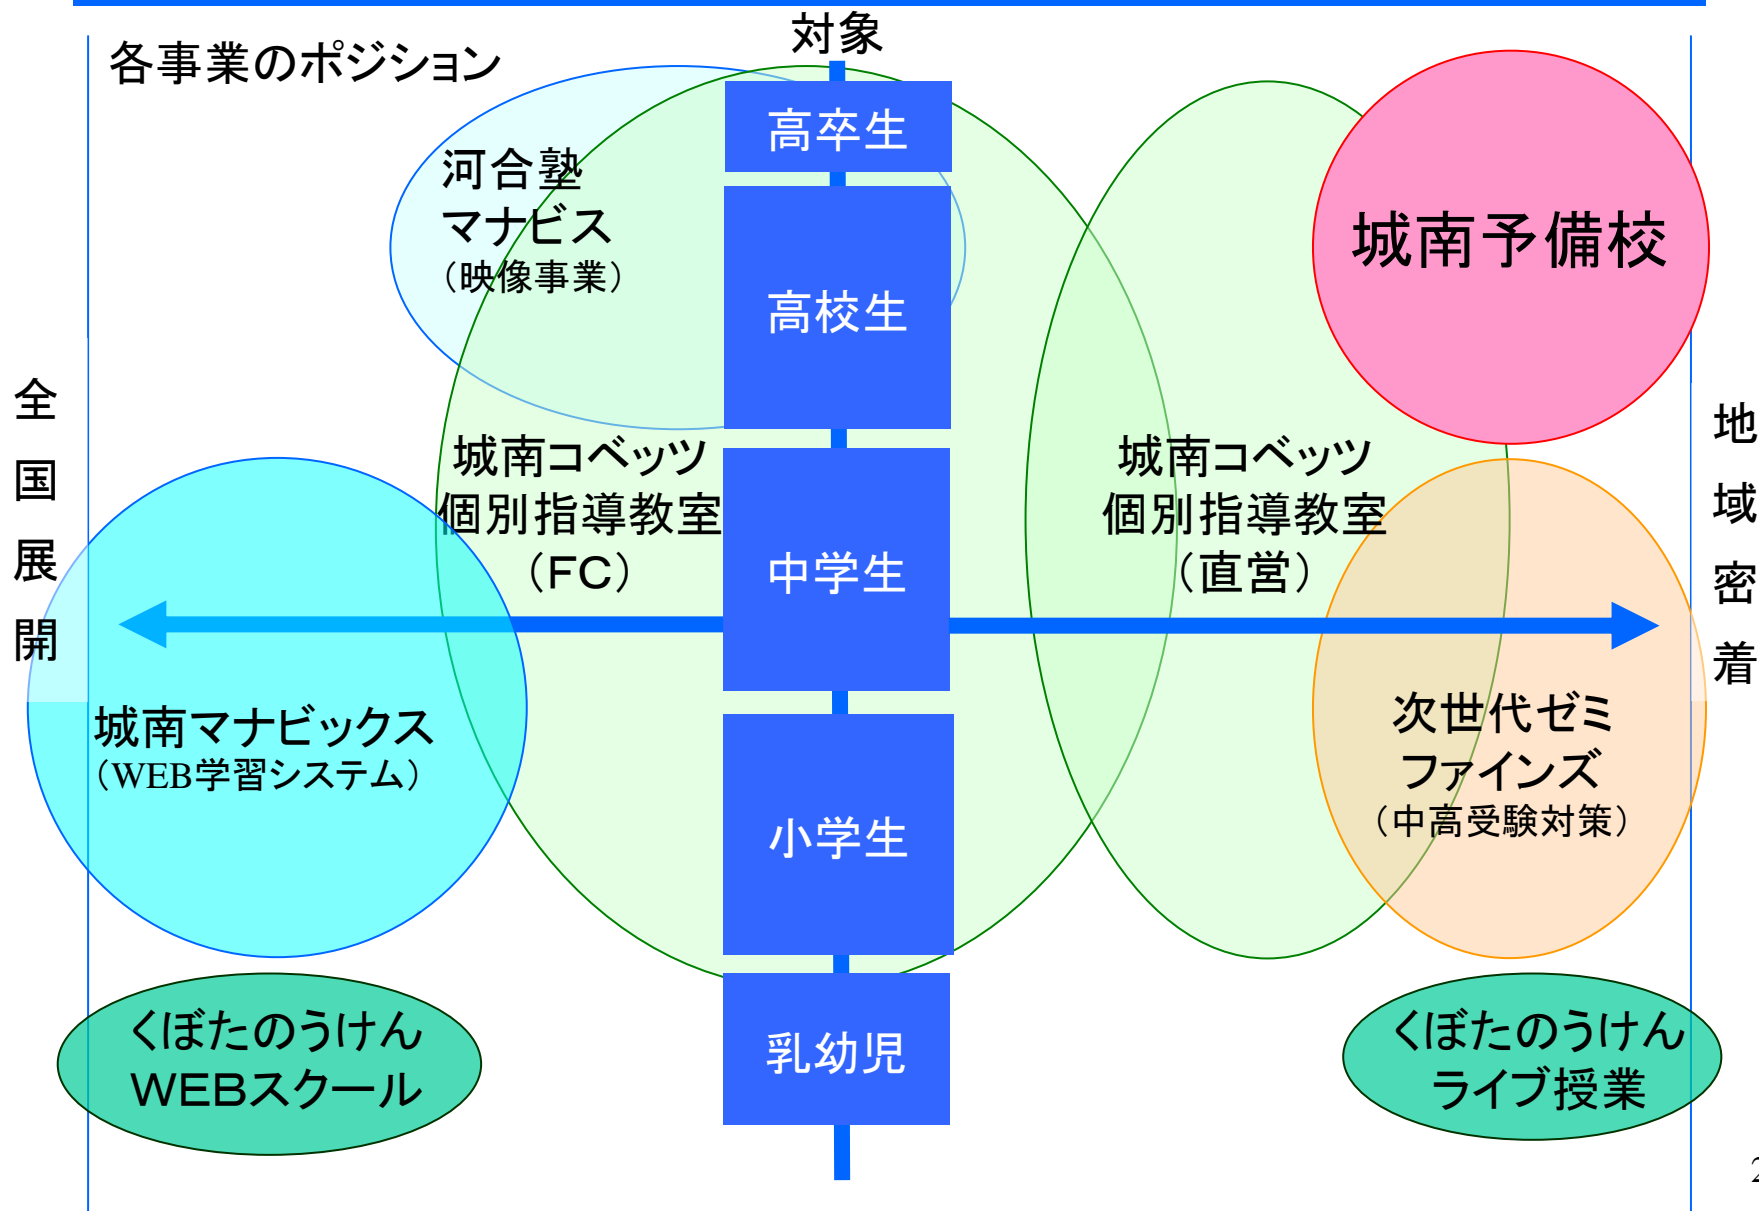 対象
各事業のポジション
高卒生
河合塾
マナビス
（映像事業）
高校生
城南予備校
全国展開
地域密着
城南コベッツ
個別指導教室
（FC）
中学生
城南コベッツ
個別指導教室
（直営）
城南マナビックス
（WEB学習システム）
次世代ゼミ
ファインズ
（中高受験対策）
小学生
くぼたのうけん
WEBスクール
乳幼児
くぼたのうけん
ライブ授業